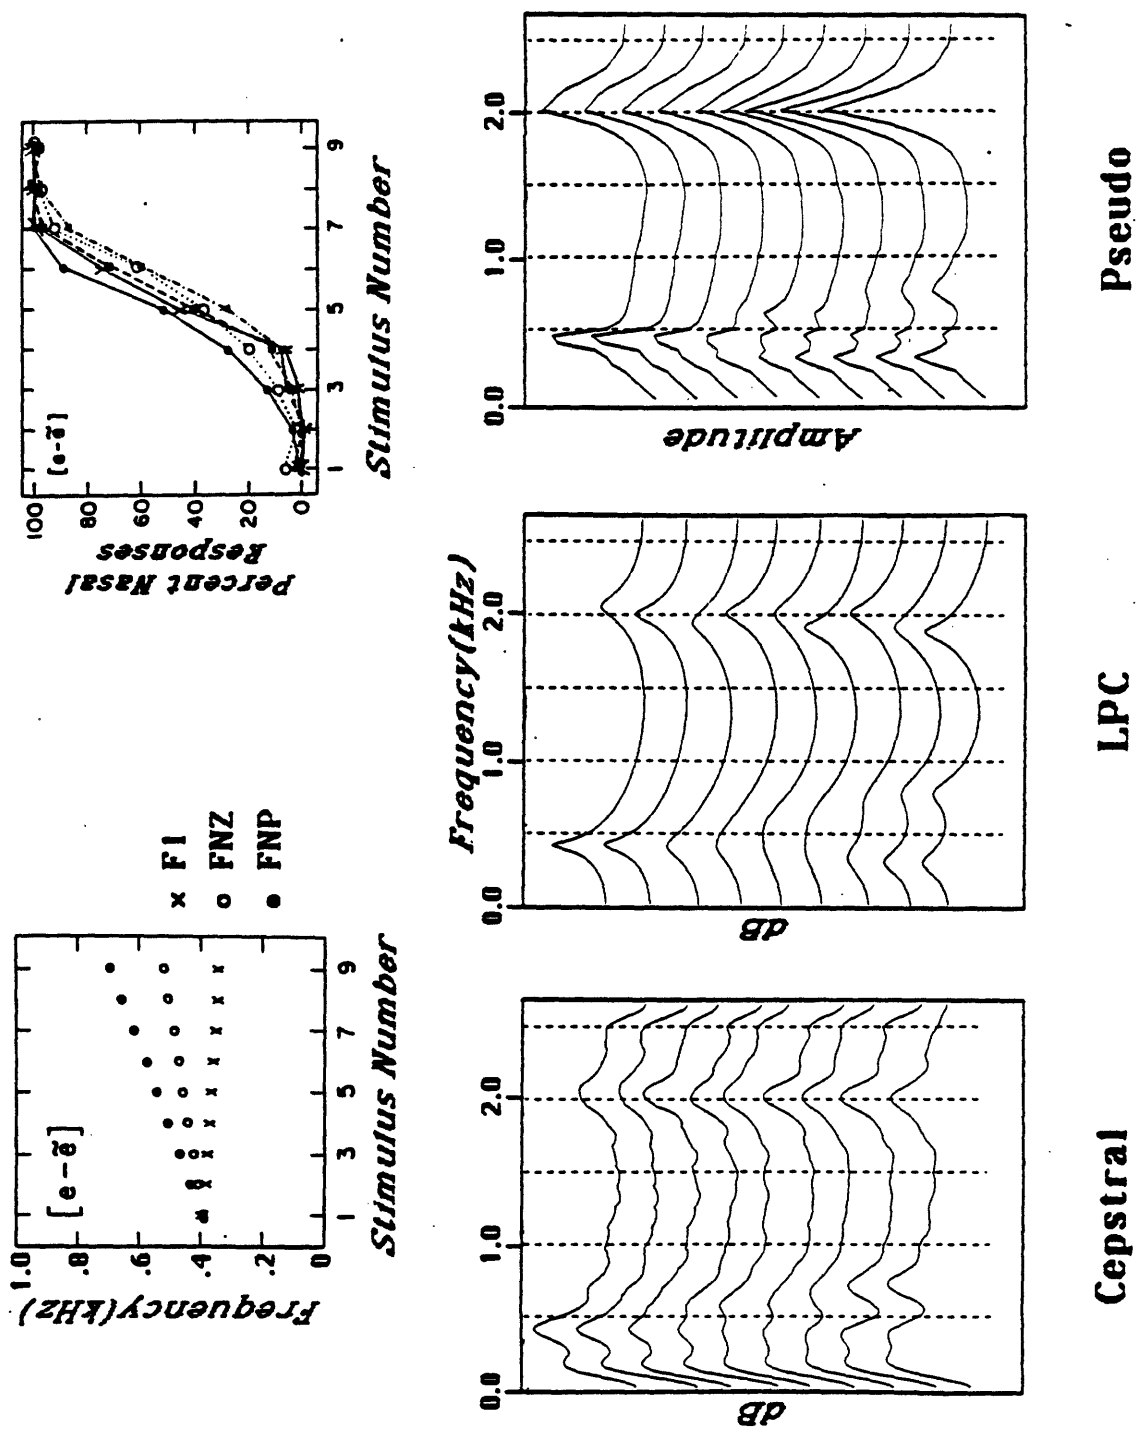 [e-ẽ]
1.0
.8
.6
.4
.2
0
Frequency(kHz)
1
3
5
7
9
Stimulus Number
x F1
o FNZ
● FNP
[e-ẽ]
100
80
60
40
20
0
Percent Nasal
Responses
1
3
5
7
9
Stimulus Number
Frequency(kHz)
0.0
1.0
2.0
dB
Cepstral
0.0
1.0
2.0
dB
LPC
0.0
1.0
2.0
Amplitude
Pseudo